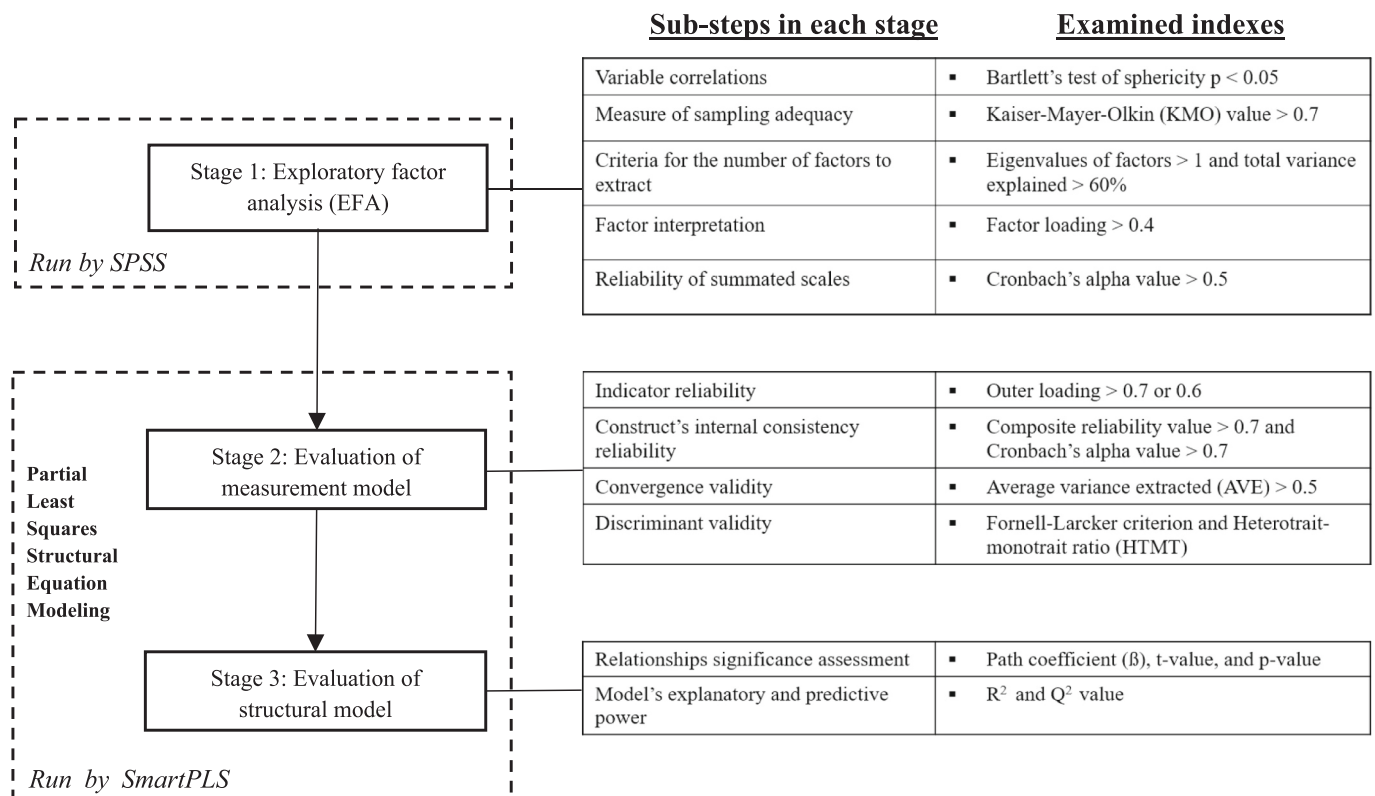 Sub-steps in each stage
Examined indexes
Stage 1: Exploratory factor
analysis (EFA)
Run by SPSS
Variable correlations
▪ Bartlett's test of sphericity p < 0.05
Measure of sampling adequacy
▪ Kaiser-Mayer-Olkin (KMO) value > 0.7
Criteria for the number of factors to
extract
▪ Eigenvalues of factors > 1 and total variance
explained > 60%
Factor interpretation
▪ Factor loading > 0.4
Reliability of summated scales
▪ Cronbach's alpha value > 0.5
Partial
Least
Squares
Structural
Equation
Modeling
Stage 2: Evaluation of
measurement model
Indicator reliability
▪ Outer loading > 0.7 or 0.6
Construct's internal consistency
reliability
▪ Composite reliability value > 0.7 and
Cronbach's alpha value > 0.7
Convergence validity
▪ Average variance extracted (AVE) > 0.5
Discriminant validity
▪ Fornell-Larcker criterion and Heterotrait-
monotrait ratio (HTMT)
Stage 3: Evaluation of
structural model
Relationships significance assessment
▪ Path coefficient (ß), t-value, and p-value
Model's explanatory and predictive
power
▪ R² and Q² value
Run by SmartPLS